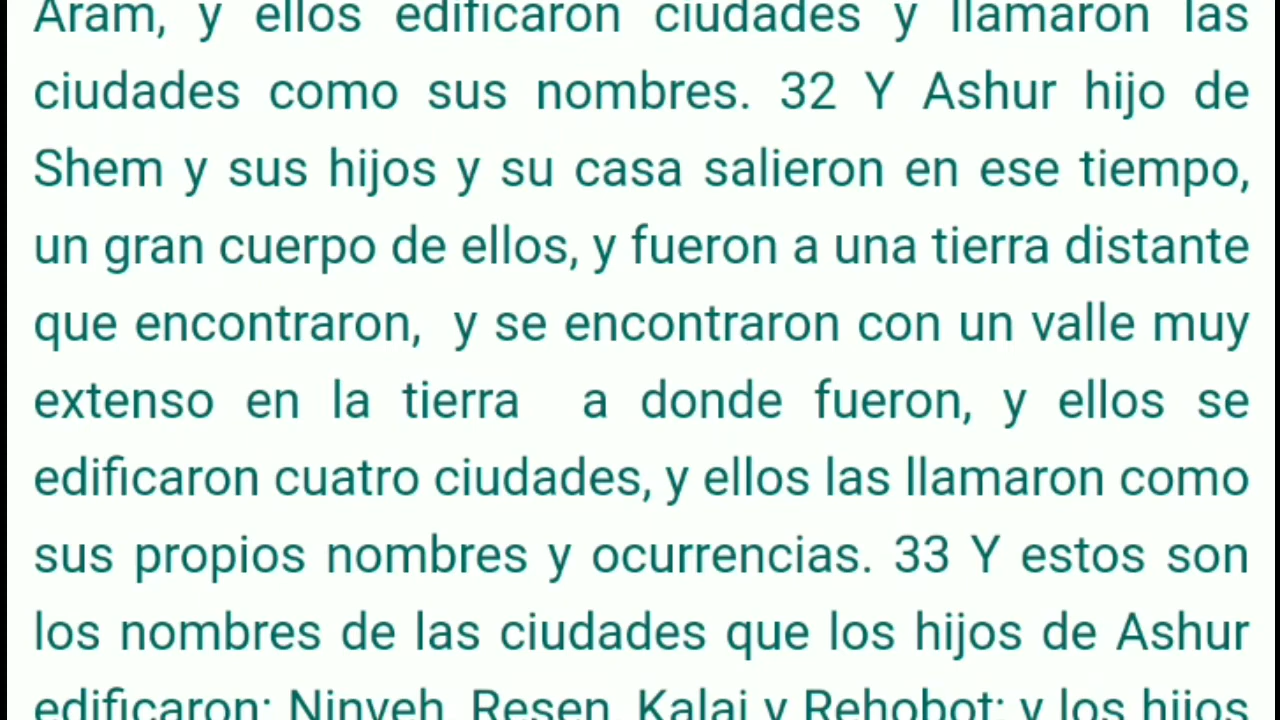 Aram, y ellos edificaron ciudades y llamaron las
ciudades como sus nombres. 32 Y Ashur hijo de
Shem y sus hijos y su casa salieron en ese tiempo,
un gran cuerpo de ellos, y fueron a una tierra distante
que encontraron,  y se encontraron con un valle muy
extenso en la tierra  a donde fueron, y ellos se
edificaron cuatro ciudades, y ellos las llamaron como
sus propios nombres y ocurrencias. 33 Y estos son
los nombres de las ciudades que los hijos de Ashur
edificaron: Ninveh, Resen, Kalaj y Rehobot; y los hijos